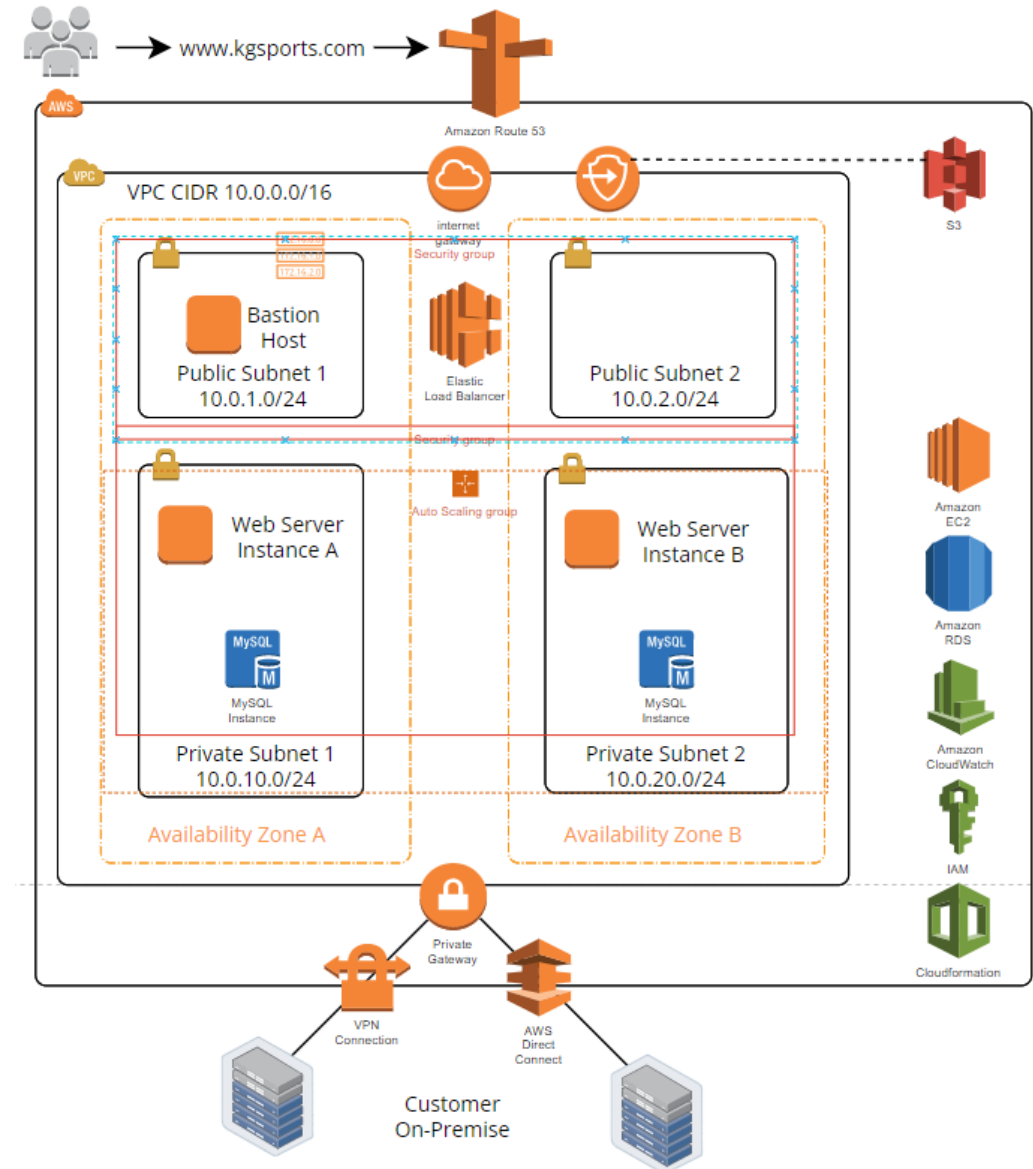 www.kgsports.com
Amazon Route 53
AWS
VPC
VPC CIDR 10.0.0.0/16
internet
gateway
S3
Security group
172.16.2.0
Bastion
Host
Public Subnet 1
10.0.1.0/24
Elastic
Load Balancer
Public Subnet 2
10.0.2.0/24
Security group
Auto Scaling group
Web Server
Instance A
Web Server
Instance B
Amazon
EC2
MySQL
M
MySQL
Instance
MySQL
M
MySQL
Instance
Amazon
RDS
Private Subnet 1
10.0.10.0/24
Private Subnet 2
10.0.20.0/24
Amazon
CloudWatch
Availability Zone A
Availability Zone B
IAM
Private
Gateway
Cloudformation
VPN
Connection
AWS
Direct
Connect
Customer
On-Premise